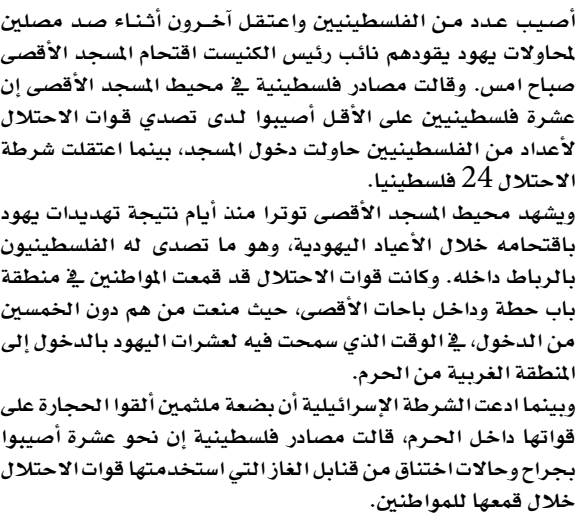 أصيب عدد من الفلسطينيين واعتقل آخرون أثناء صد مصلين
لمحاولات يهود يقودهم نائب رئيس الكنيست اقتحام المسجد الأقصى
صباح امس. وقالت مصادر فلسطينية في محيط المسجد الأقصى إن
عشرة فلسطينيين على الأقل أصيبوا لدى تصدي قوات الاحتلال
لأعداد من الفلسطينيين حاولت دخول المسجد، بينما اعتقلت شرطة
الاحتلال 24 فلسطينيا.
ويشهد محيط المسجد الأقصى توترا منذ أيام نتيجة تهديدات يهود
باقتحامه خلال الأعياد اليهودية، وهو ما تصدى له الفلسطينيون
بالرباط داخله. وكانت قوات الاحتلال قد قمعت المواطنين في منطقة
باب حطة وداخل باحات الأقصى، حيث منعت من هم دون الخمسين
من الدخول، في الوقت الذي سمحت فيه لعشرات اليهود بالدخول إلى
المنطقة الغربية من الحرم.
وبينما ادعت الشرطة الإسرائيلية أن بضعة ملثمين ألقوا الحجارة على
قواتها داخل الحرم، قالت مصادر فلسطينية إن نحو عشرة أصيبوا
بجراح وحالات اختناق من قنابل الغاز التي استخدمتها قوات الاحتلال
خلال قمعها للمواطنين.